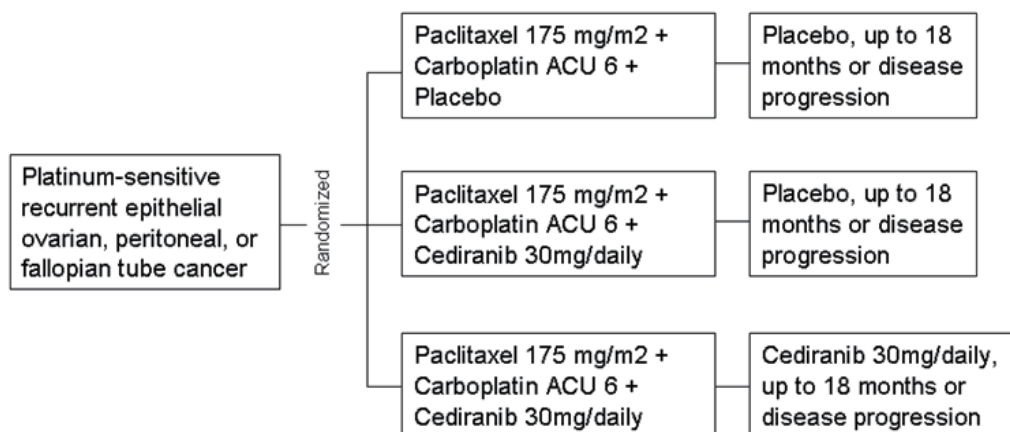 Platinum-sensitive
recurrent epithelial
ovarian, peritoneal, or
fallopian tube cancer
Randomized
Paclitaxel 175 mg/m2 +
Carboplatin ACU 6 +
Placebo
Placebo, up to 18
months or disease
progression
Paclitaxel 175 mg/m2 +
Carboplatin ACU 6 +
Cediranib 30mg/daily
Placebo, up to 18
months or disease
progression
Paclitaxel 175 mg/m2 +
Carboplatin ACU 6 +
Cediranib 30mg/daily
Cediranib 30mg/daily,
up to 18 months or
disease progression